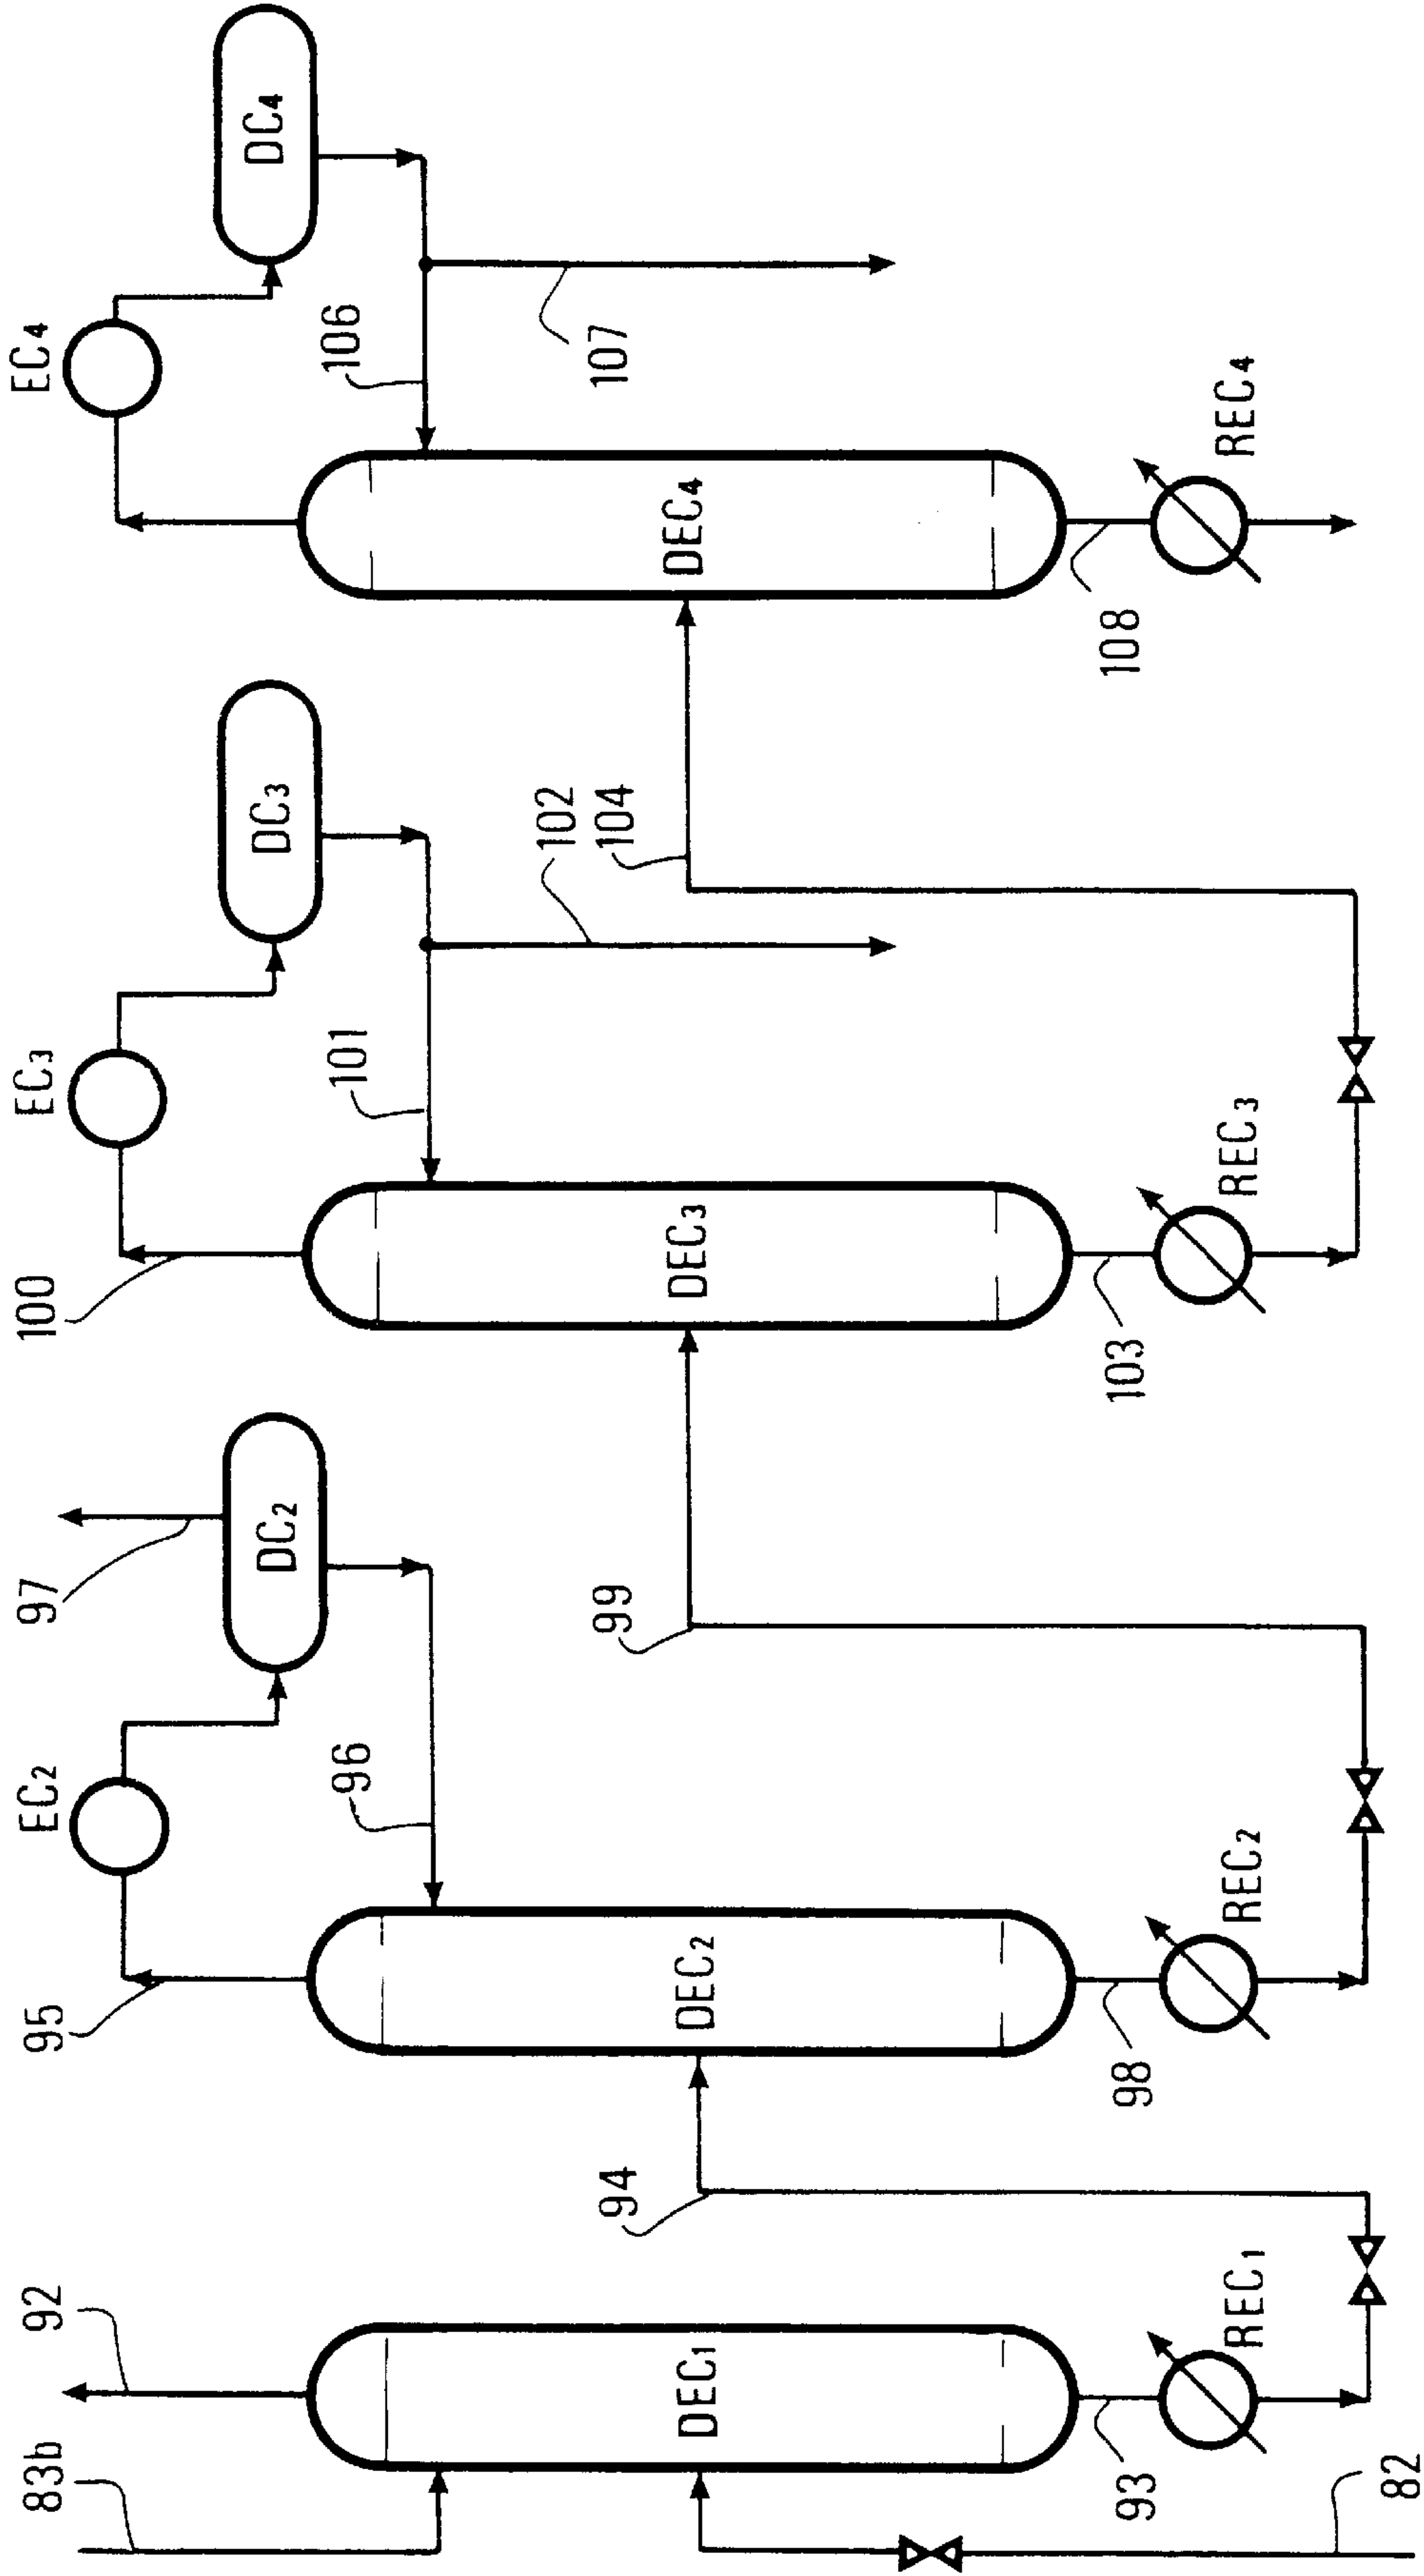 83b
92
DEC₁
82
93
REC₁
94
95
EC₂
97
DC₂
96
DEC₂
98
REC₂
99
100
EC₃
DC₃
101
102
DEC₃
103
REC₃
104
EC₄
DC₄
106
107
DEC₄
108
REC₄